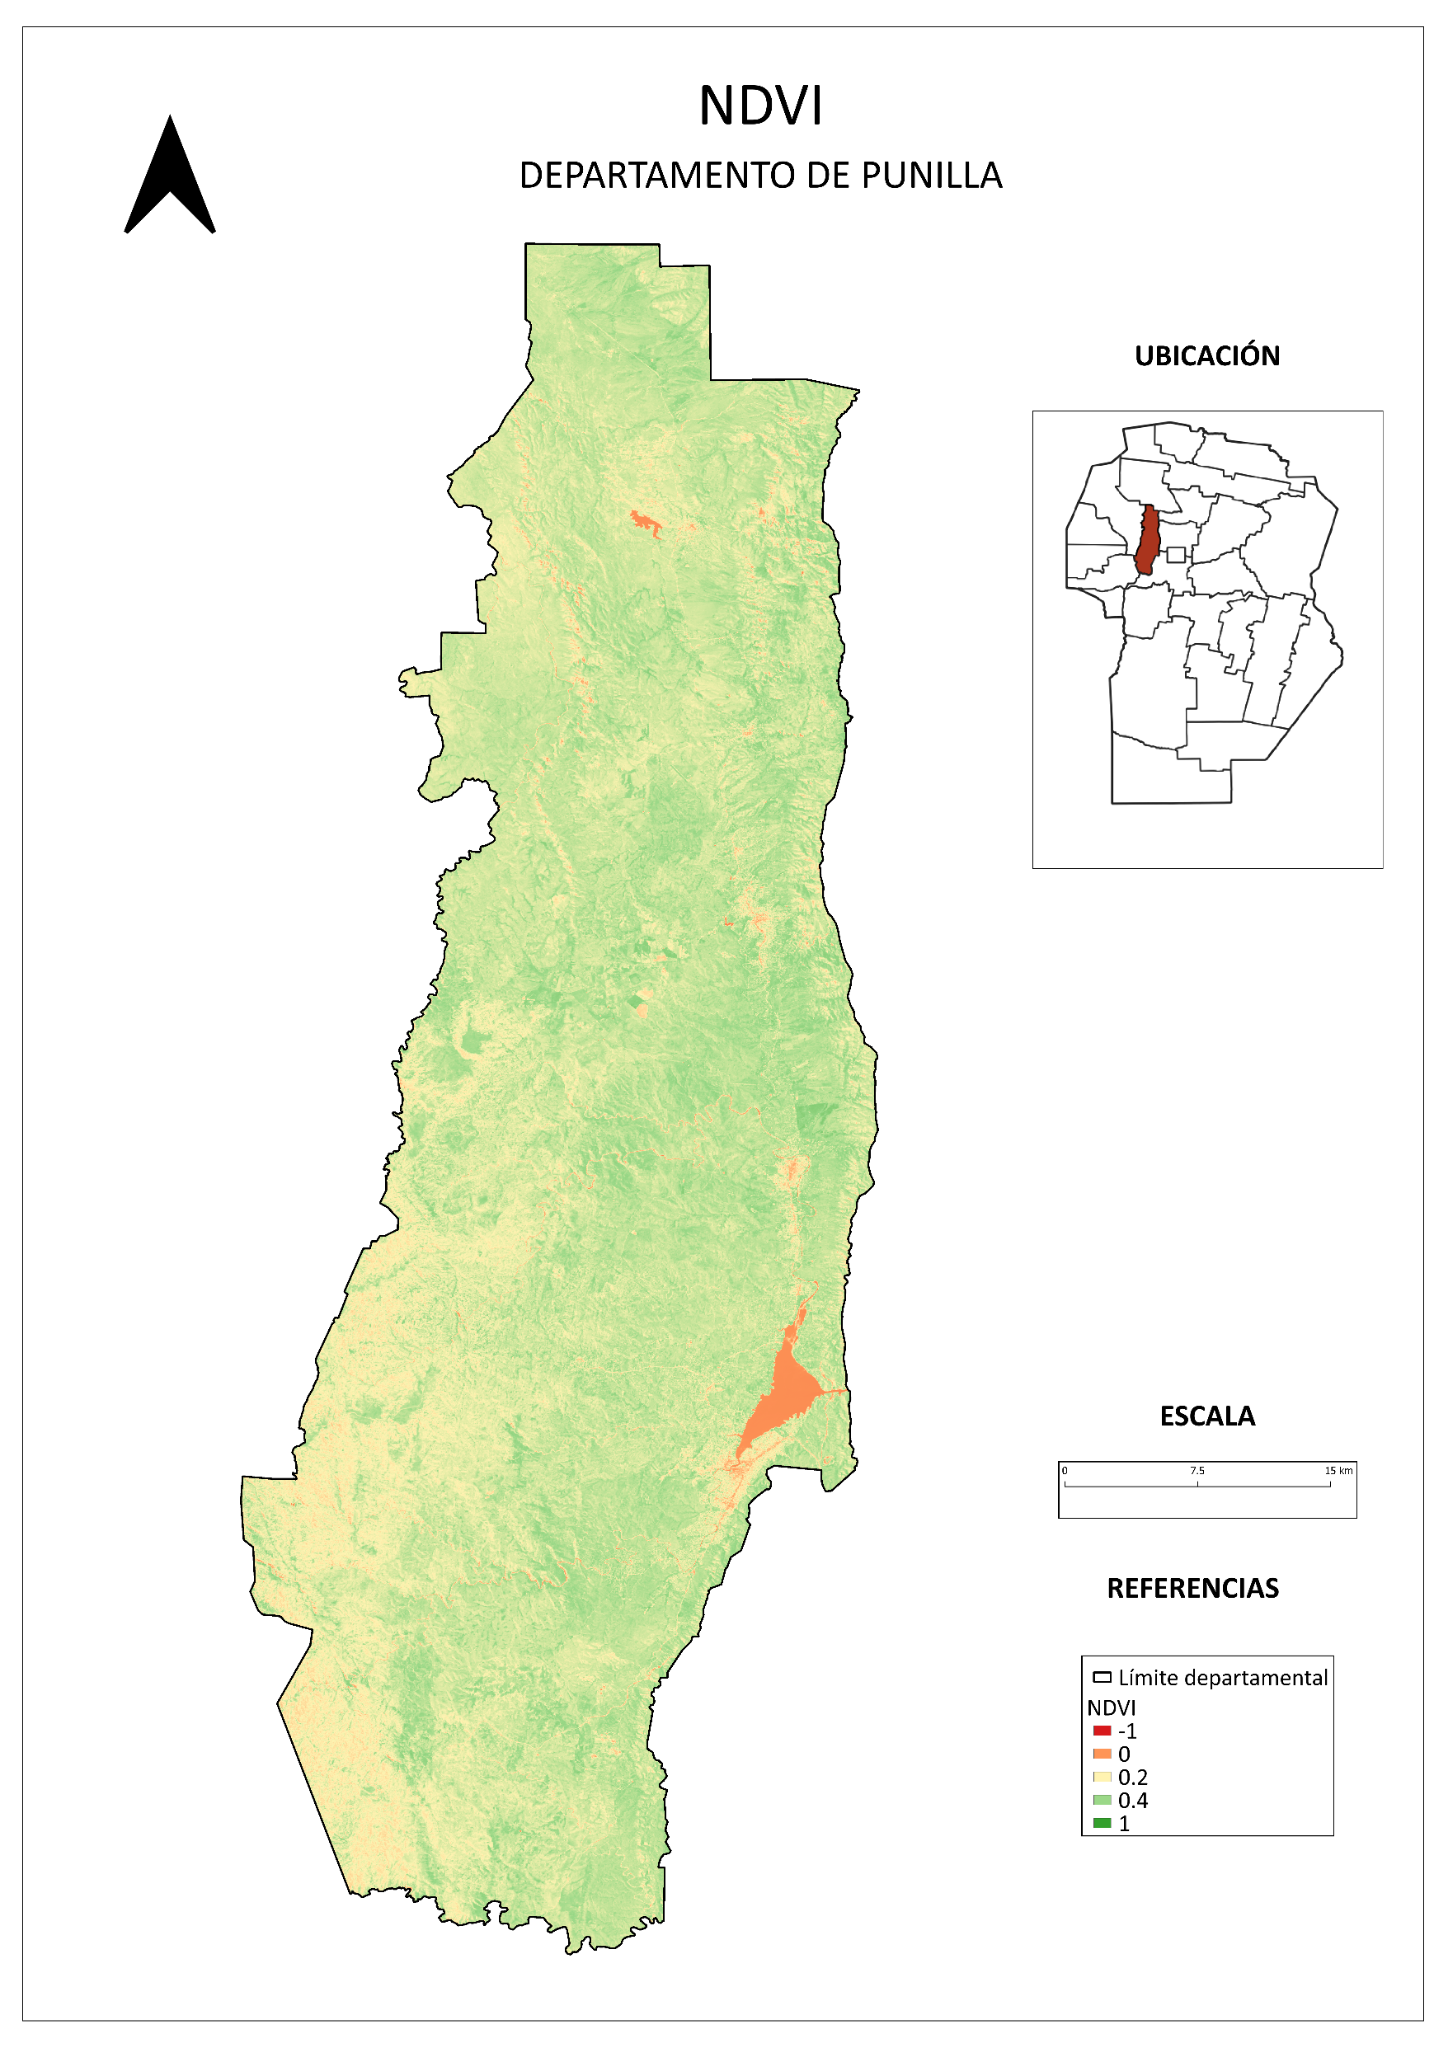 NDVI
DEPARTAMENTO DE PUNILLA
UBICACIÓN
ESCALA
0 7.5 15 km
REFERENCIAS
Límite departamental
NDVI
-1
0
0.2
0.4
1